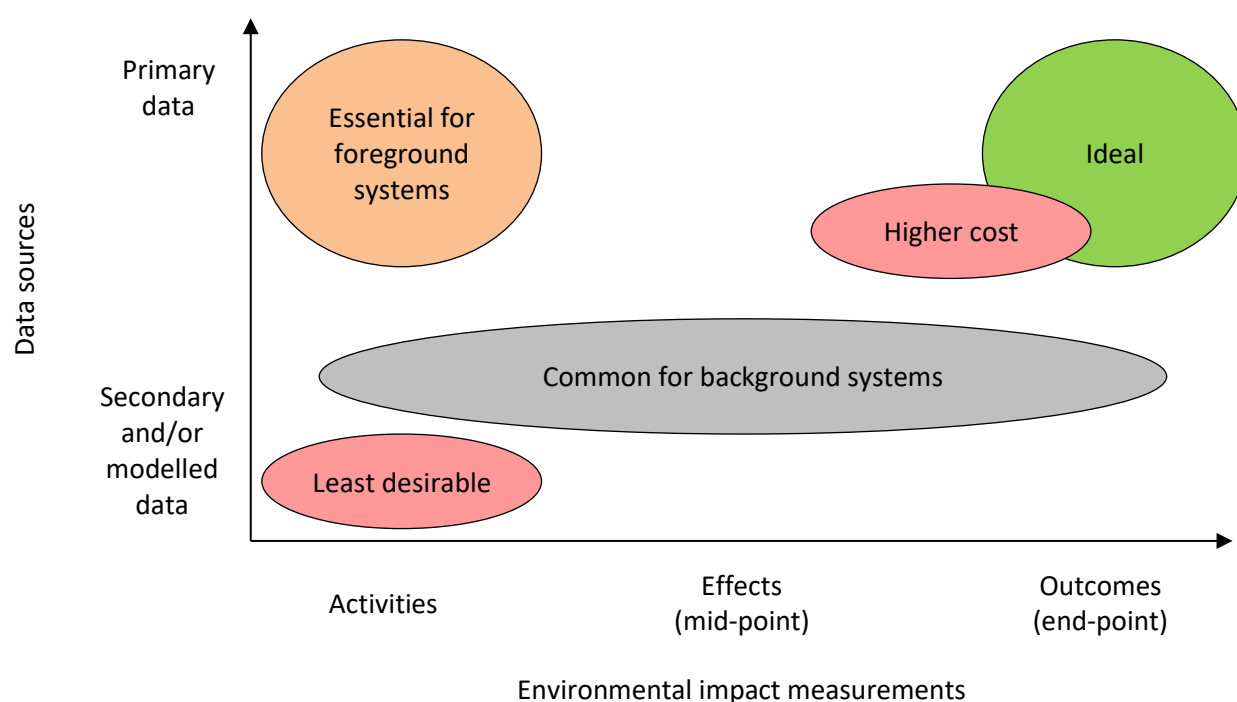 Primary
data
Essential for
foreground
systems
Ideal
Higher cost
Data sources
Common for background systems
Secondary
and/or
modelled
data
Least desirable
Activities
Effects
(mid-point)
Outcomes
(end-point)
Environmental impact measurements